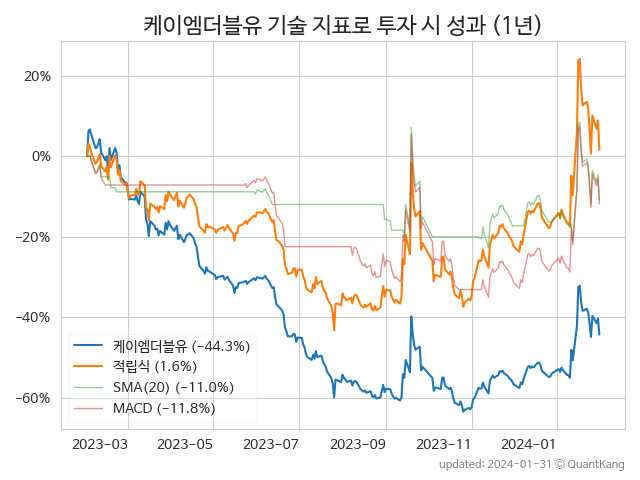 케이엠더블유 기술 지표로 투자 시 성과 (1년)
20%
0%
−20%
−40%
−60%
케이엠더블유 (−44.3%)
적립식 (1.6%)
SMA(20) (−11.0%)
MACD (−11.8%)
2023-03 2023-05 2023-07 2023-09 2023-11 2024-01
updated: 2024-01-31 © QuantKang